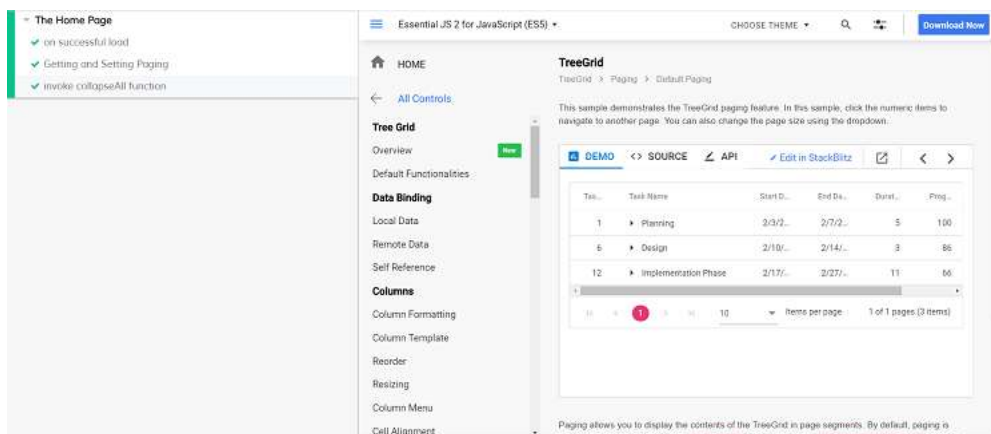 The Home Page
on successful load
Getting and Setting Paging
invoke collapseAll function
Essential JS 2 for JavaScript (ES5)
CHOOSE THEME
Download Now
HOME
All Controls
Tree Grid
Overview
New
Default Functionalities
Data Binding
Local Data
Remote Data
Self Reference
Columns
Column Formatting
Column Template
Reorder
Resizing
Column Menu
Cell Alignment
TreeGrid
TreeGrid > Paging > Default Paging
This sample demonstrates the TreeGrid paging feature. In this sample, click the numeric items to
navigate to another page. You can also change the page size using the dropdown.
DEMO <> SOURCE API Edit in StackBlitz
Tas... Task Name Start D... End Da... Durat... Prog...
1 Planning 2/3/2... 2/7/2... 5 100
6 Design 2/10/... 2/14/... 3 86
12 Implementation Phase 2/17/... 2/27/... 11 66
1 10 Items per page 1 of 1 pages (3 items)
Paging allows you to display the contents of the TreeGrid in page segments. By default, paging is